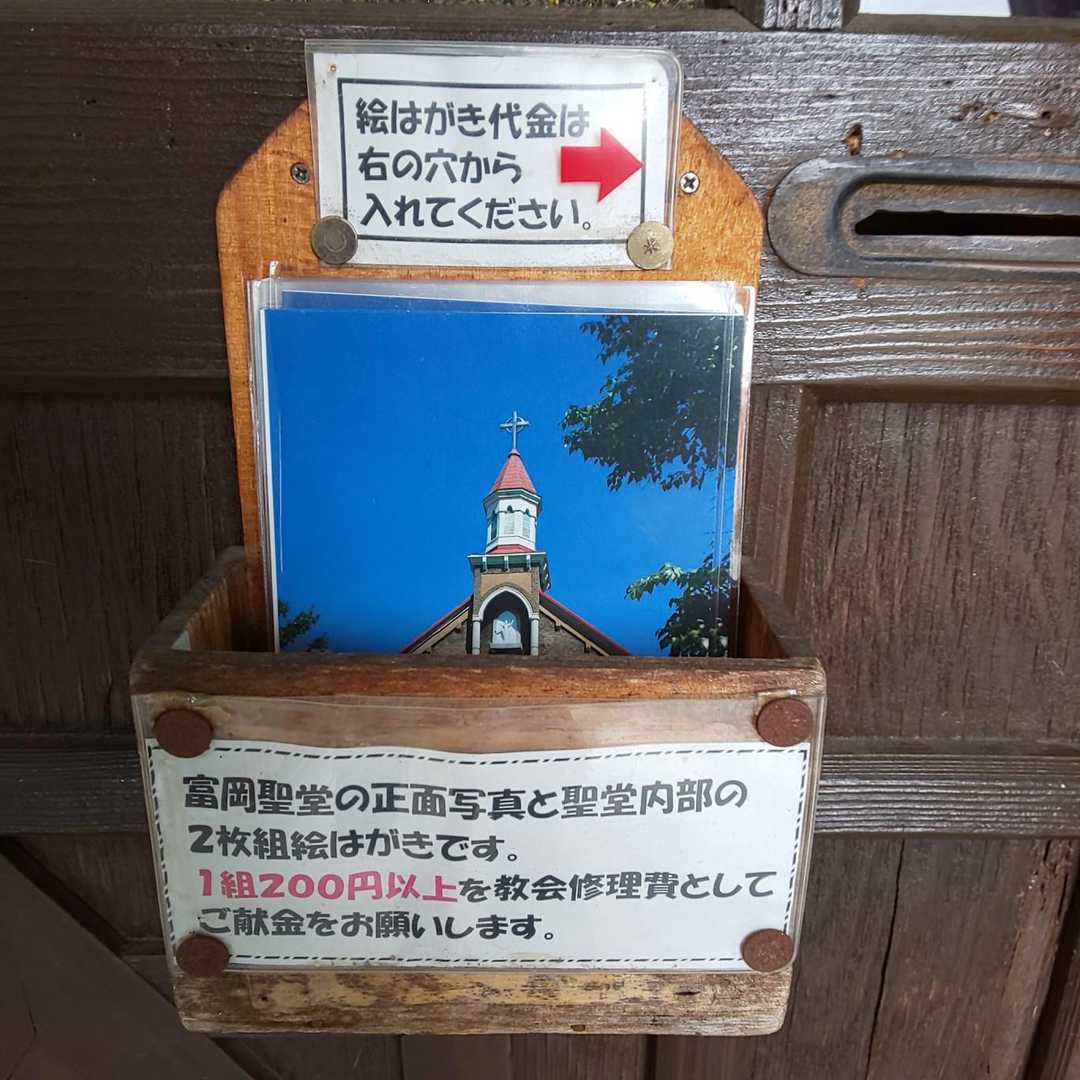 絵はがき代金は
右の穴から
入れてください。
富岡聖堂の正面写真と聖堂内部の
2枚組絵はがきです。
1組200円以上を教会修理費として
ご献金をお願いします。